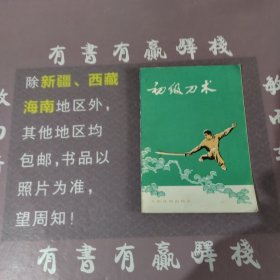 有書有贏驛棧
除新疆、西藏
海南地区外，
其他地区均
包邮，书品以
照片为准，
望周知！
初级刀术
有書有贏驛棧